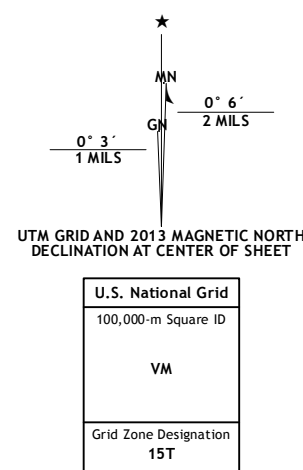 ★
MN
0° 6´
2 MILS
GN
0° 3´
1 MILS
UTM GRID AND 2013 MAGNETIC NORTH
DECLINATION AT CENTER OF SHEET
U.S. National Grid
100,000-m Square ID
VM
Grid Zone Designation
15T